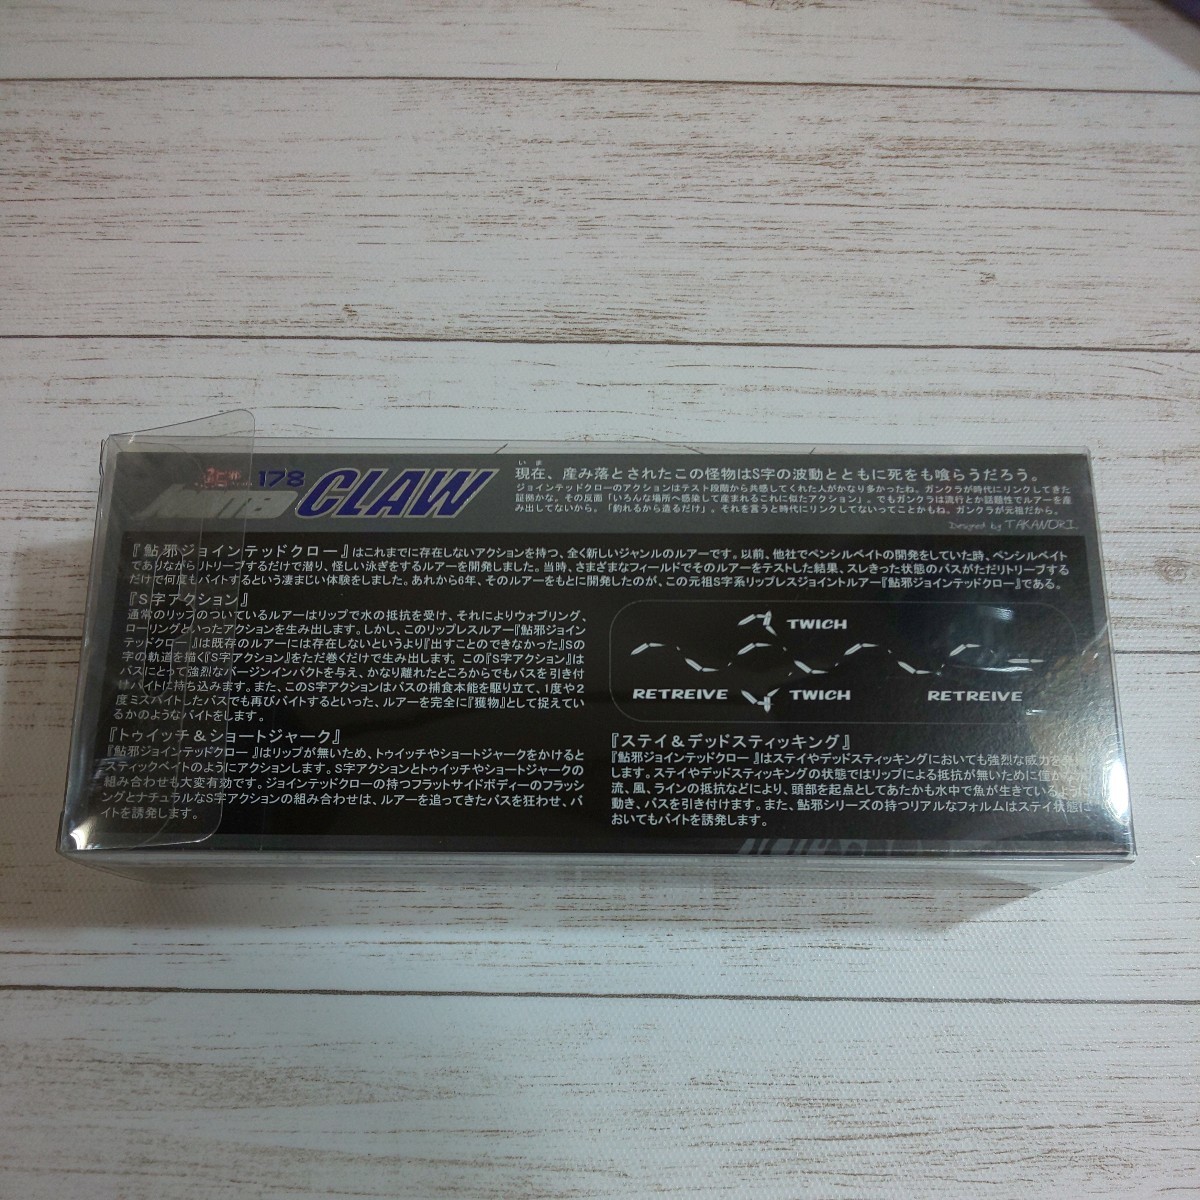 178
CLAW
いま
現在、産み落とされたこの怪物はS字の波動とともに死をも喰らうだろう。
ジョインテッドクローのアクションはテスト段階から共感してくれた人がかなり多かったね。ガンクラが時代にリンクしてきた
証拠かな。その反面「いろんな場所へ感染して産まれるこれに似たアクション」。でもガンクラは流行とか話題性でルアーを産
み出してないから。「釣れるから造るだけ」。それを言うと時代にリンクしてないってことかもね。ガンクラが元祖だから。
Designed by TAKANORI.
『鮎邪ジョインテッドクロー』はこれまでに存在しないアクションを持つ、全く新しいジャンルのルアーです。以前、他社でペンシルベイトの開発をしていた時、ペンシルベイト
でありながらリトリーブするだけで潜り、怪しい泳ぎをするルアーを開発しました。当時、さまざまなフィールドでそのルアーをテストした結果、スレきった状態のバスがただリトリーブする
だけで何度もバイトするという凄まじい体験をしました。あれから6年、そのルアーをもとに開発したのが、この元祖S字系リップレスジョイントルアー『鮎邪ジョインテッドクロー』である。
『S字アクション』
通常のリップのついているルアーはリップで水の抵抗を受け、それによりウォブリング、
ローリングといったアクションを生み出します。しかし、このリップレスルアー『鮎邪ジョイン
テッドクロー』は既存のルアーには存在しないというより『出すことのできなかった』Sの
字の軌道を描く『S字アクション』をただ巻くだけで生み出します。この『S字アクション』は
バスにとって強烈なバージンインパクトを与え、かなり離れたところからでもバスを引き付
けバイトに持ち込みます。また、このS字アクションはバスの捕食本能を駆り立て、1度や2
度ミスバイトしたバスでも再びバイトするといった、ルアーを完全に『獲物』として捉えてい
るかのようなバイトをします。
TWICH
RETREIVE
TWICH
RETREIVE
『トゥイッチ＆ショートジャーク』
『鮎邪ジョインテッドクロー』はリップが無いため、トゥイッチやショートジャークをかけると
スティックベイトのようにアクションします。S字アクションとトゥイッチやショートジャークの
組み合わせも大変有効です。ジョインテッドクローの持つフラットサイドボディーのフラッシ
ングとナチュラルなS字アクションの組み合わせは、ルアーを追ってきたバスを狂わせ、バ
イトを誘発します。
『ステイ＆デッドスティッキング』
『鮎邪ジョインテッドクロー』はステイやデッドスティッキングにおいても強烈な威力を発
します。ステイやデッドスティッキングの状態ではリップによる抵抗が無いために僅かな
流、風、ラインの抵抗などにより、頭部を起点としてあたかも水中で魚が生きているように
動き、バスを引き付けます。また、鮎邪シリーズの持つリアルなフォルムはステイ状態に
おいてもバイトを誘発します。